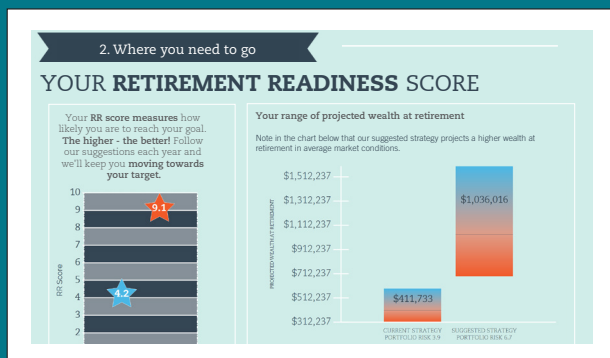 2. Where you need to go
YOUR RETIREMENT READINESS SCORE
Your RR score measures how
likely you are to reach your goal.
The higher - the better! Follow
our suggestions each year and
we'll keep you moving towards
your target.
10
9
8
7
6
5
4
3
2
RR Score
9.1
4.2
Your range of projected wealth at retirement
Note in the chart below that our suggested strategy projects a higher wealth at
retirement in average market conditions.
PROJECTED WEALTH AT RETIREMENT
$1,512,237
$1,312,237
$1,112,237
$912,237
$712,237
$512,237
$312,237
$411,733
$1,036,016
CURRENT STRATEGY
PORTFOLIO RISK 3.9
SUGGESTED STRATEGY
PORTFOLIO RISK 6.7